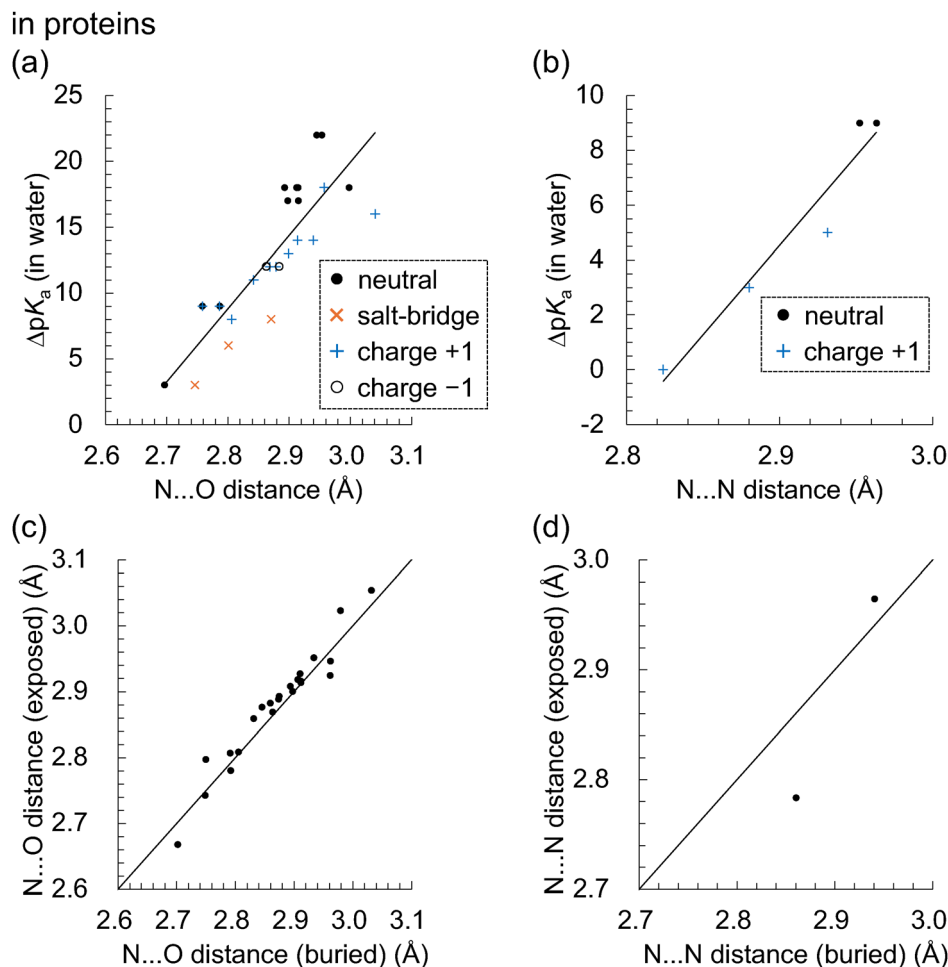 in proteins
(a)
25
20
15
10
5
0
2.6 2.7 2.8 2.9 3.0 3.1
ΔpKa (in water)
N...O distance (Å)
neutral
salt-bridge
charge +1
charge −1
(b)
10
8
6
4
2
0
-2
2.8 2.9 3.0
ΔpKa (in water)
N...N distance (Å)
neutral
charge +1
(c)
3.1
3.0
2.9
2.8
2.7
2.6
2.6 2.7 2.8 2.9 3.0 3.1
N...O distance (exposed) (Å)
N...O distance (buried) (Å)
(d)
3.0
2.9
2.8
2.7
2.7 2.8 2.9 3.0
N...N distance (exposed) (Å)
N...N distance (buried) (Å)